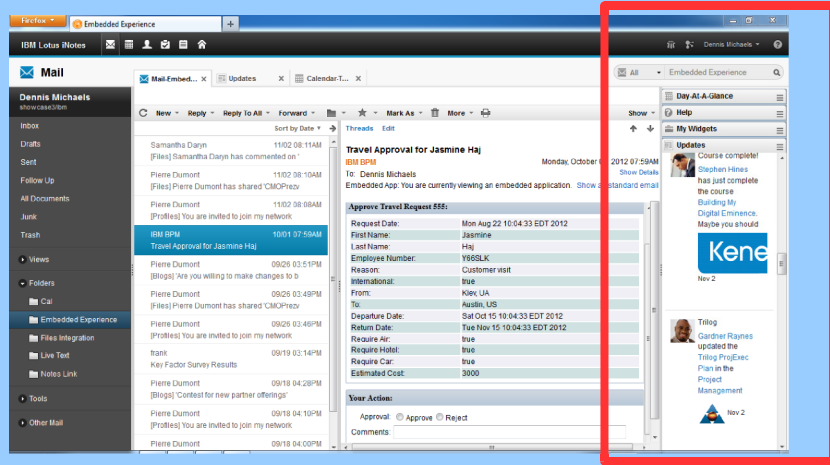 Firefox
Embedded Experience
IBM Lotus iNotes
Dennis Michaels
Mail
Mail-Embed... X
Updates X
Calendar-T... X
All
Embedded Experience
Dennis Michaels
showcase3/ibm
Inbox
Drafts
Sent
Follow Up
All Documents
Junk
Trash
Views
Folders
Cal
Embedded Experience
Files Integration
Live Text
Notes Link
Tools
Other Mail
New
Reply
Reply To All
Forward
Mark As
More
Show
Sort by Date
Samantha Daryn 11/02 08:11AM
[Files] Samantha Daryn has commented on '
Pierre Dumont 11/02 08:10AM
[Files] Pierre Dumont has shared 'CMOPrezv
Pierre Dumont 11/02 08:08AM
[Profiles] You are invited to join my network
IBM BPM 10/01 07:59AM
Travel Approval for Jasmine Haj
Pierre Dumont 09/26 03:51PM
[Blogs] 'Are you willing to make changes to b
Pierre Dumont 09/26 03:49PM
[Files] Pierre Dumont has shared 'CMOPrezv
Pierre Dumont 09/26 03:46PM
[Profiles] You are invited to join my network
frank 09/19 03:14PM
Key Factor Survey Results
Pierre Dumont 09/18 04:28PM
[Blogs] 'Contest for new partner offerings'
Pierre Dumont 09/18 04:10PM
[Profiles] You are invited to join my network
Pierre Dumont 09/18 04:00PM
Threads Edit
Travel Approval for Jasmine Haj
IBM BPM Monday, October 2012 07:59AM
To: Dennis Michaels Show Details
Embedded App: You are currently viewing an embedded application. Show a standard email
Approve Travel Request 555:
Request Date: Mon Aug 22 10:04:33 EDT 2012
First Name: Jasmine
Last Name: Haj
Employee Number: Y66SLK
Reason: Customer visit
International: true
From: Kiev, UA
To: Austin, US
Departure Date: Sat Oct 15 10:04:33 EDT 2012
Return Date: Tue Nov 15 10:04:33 EDT 2012
Require Air: true
Require Hotel: true
Require Car: true
Estimated Cost: 3000
Your Action:
Approval: Approve Reject
Comments:
Day-At-A-Glance
Help
My Widgets
Updates
Course complete!
Stephen Hines
has just complete
the course
Building My
Digital Eminence.
Maybe you should
Kene
Nov 2
Trilog
Gardner Raynes
updated the
Trilog ProjExec
Plan in the
Project
Management
Nov 2